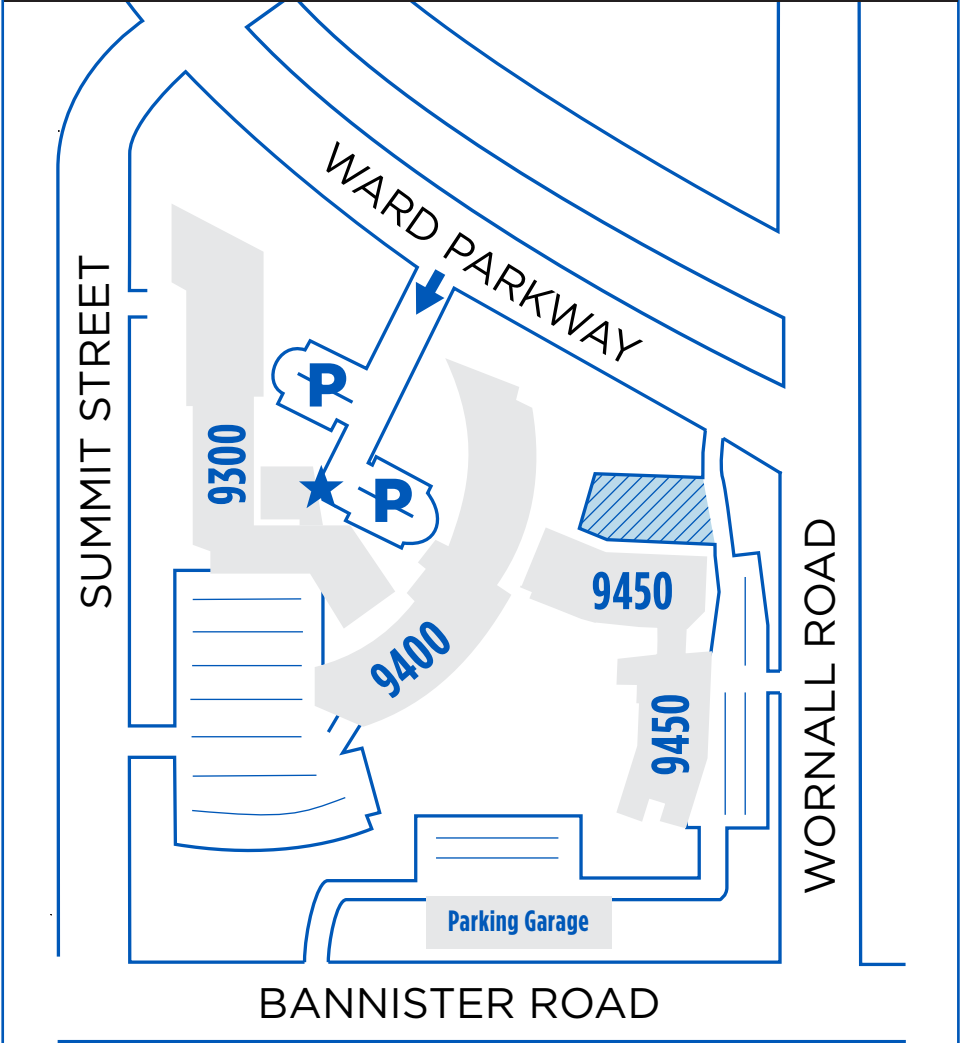 WARD PARKWAY
SUMMIT STREET
P
9300
P
9450
9400
9450
WORNALL ROAD
Parking Garage
BANNISTER ROAD